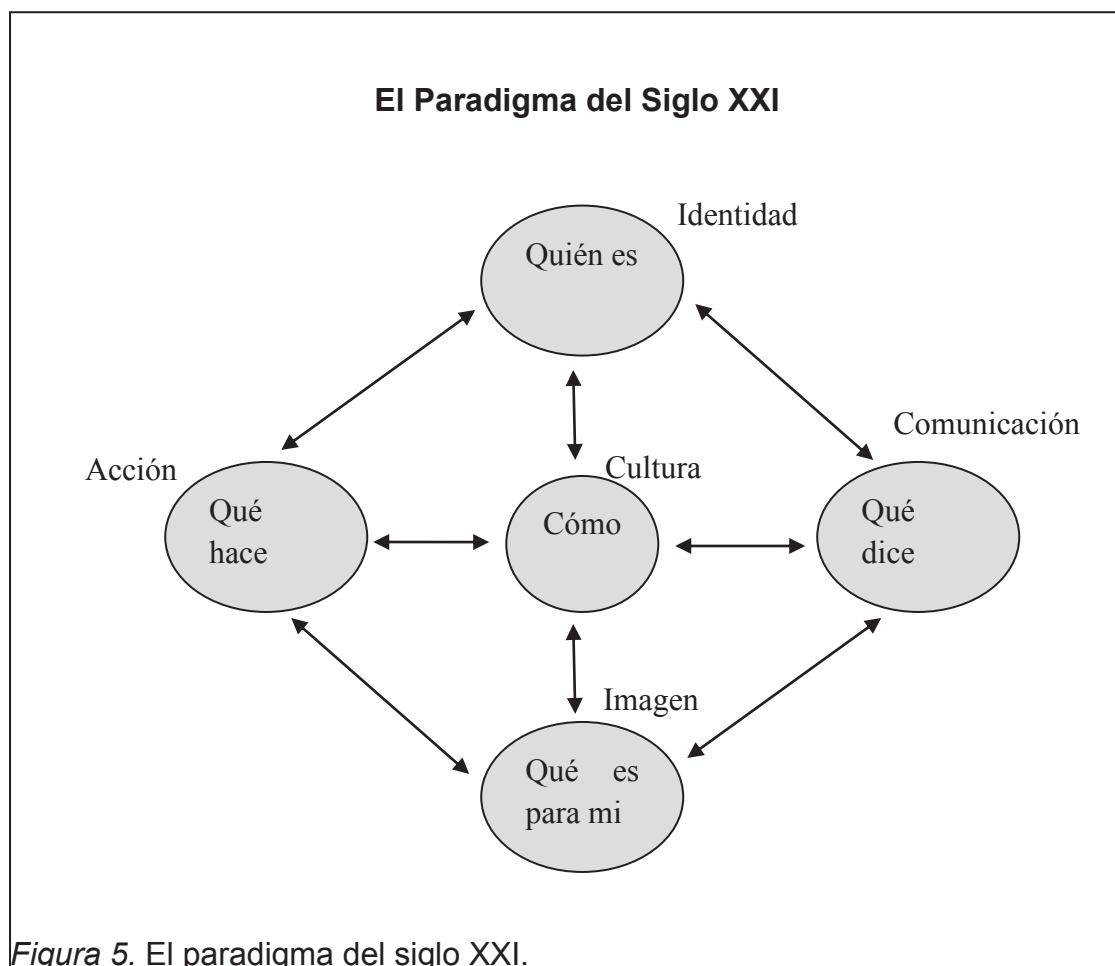 El Paradigma del Siglo XXI
Identidad
Quién es
Comunicación
Acción
Cultura
Qué
hace
Cómo
Qué
dice
Imagen
Qué es
para mi
Figura 5. El paradigma del siglo XXI.